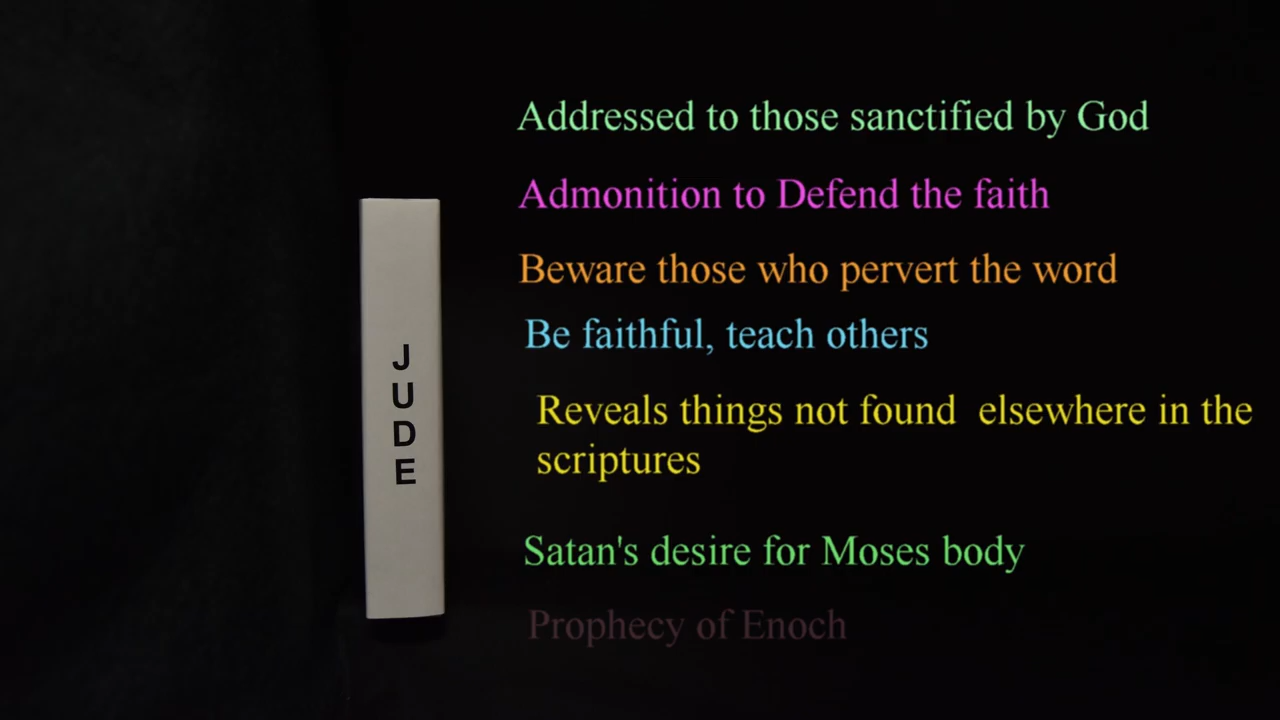 JUDE
Addressed to those sanctified by God
Admonition to Defend the faith
Beware those who pervert the word
Be faithful, teach others
Reveals things not found  elsewhere in the
scriptures
Satan's desire for Moses body
Prophecy of Enoch